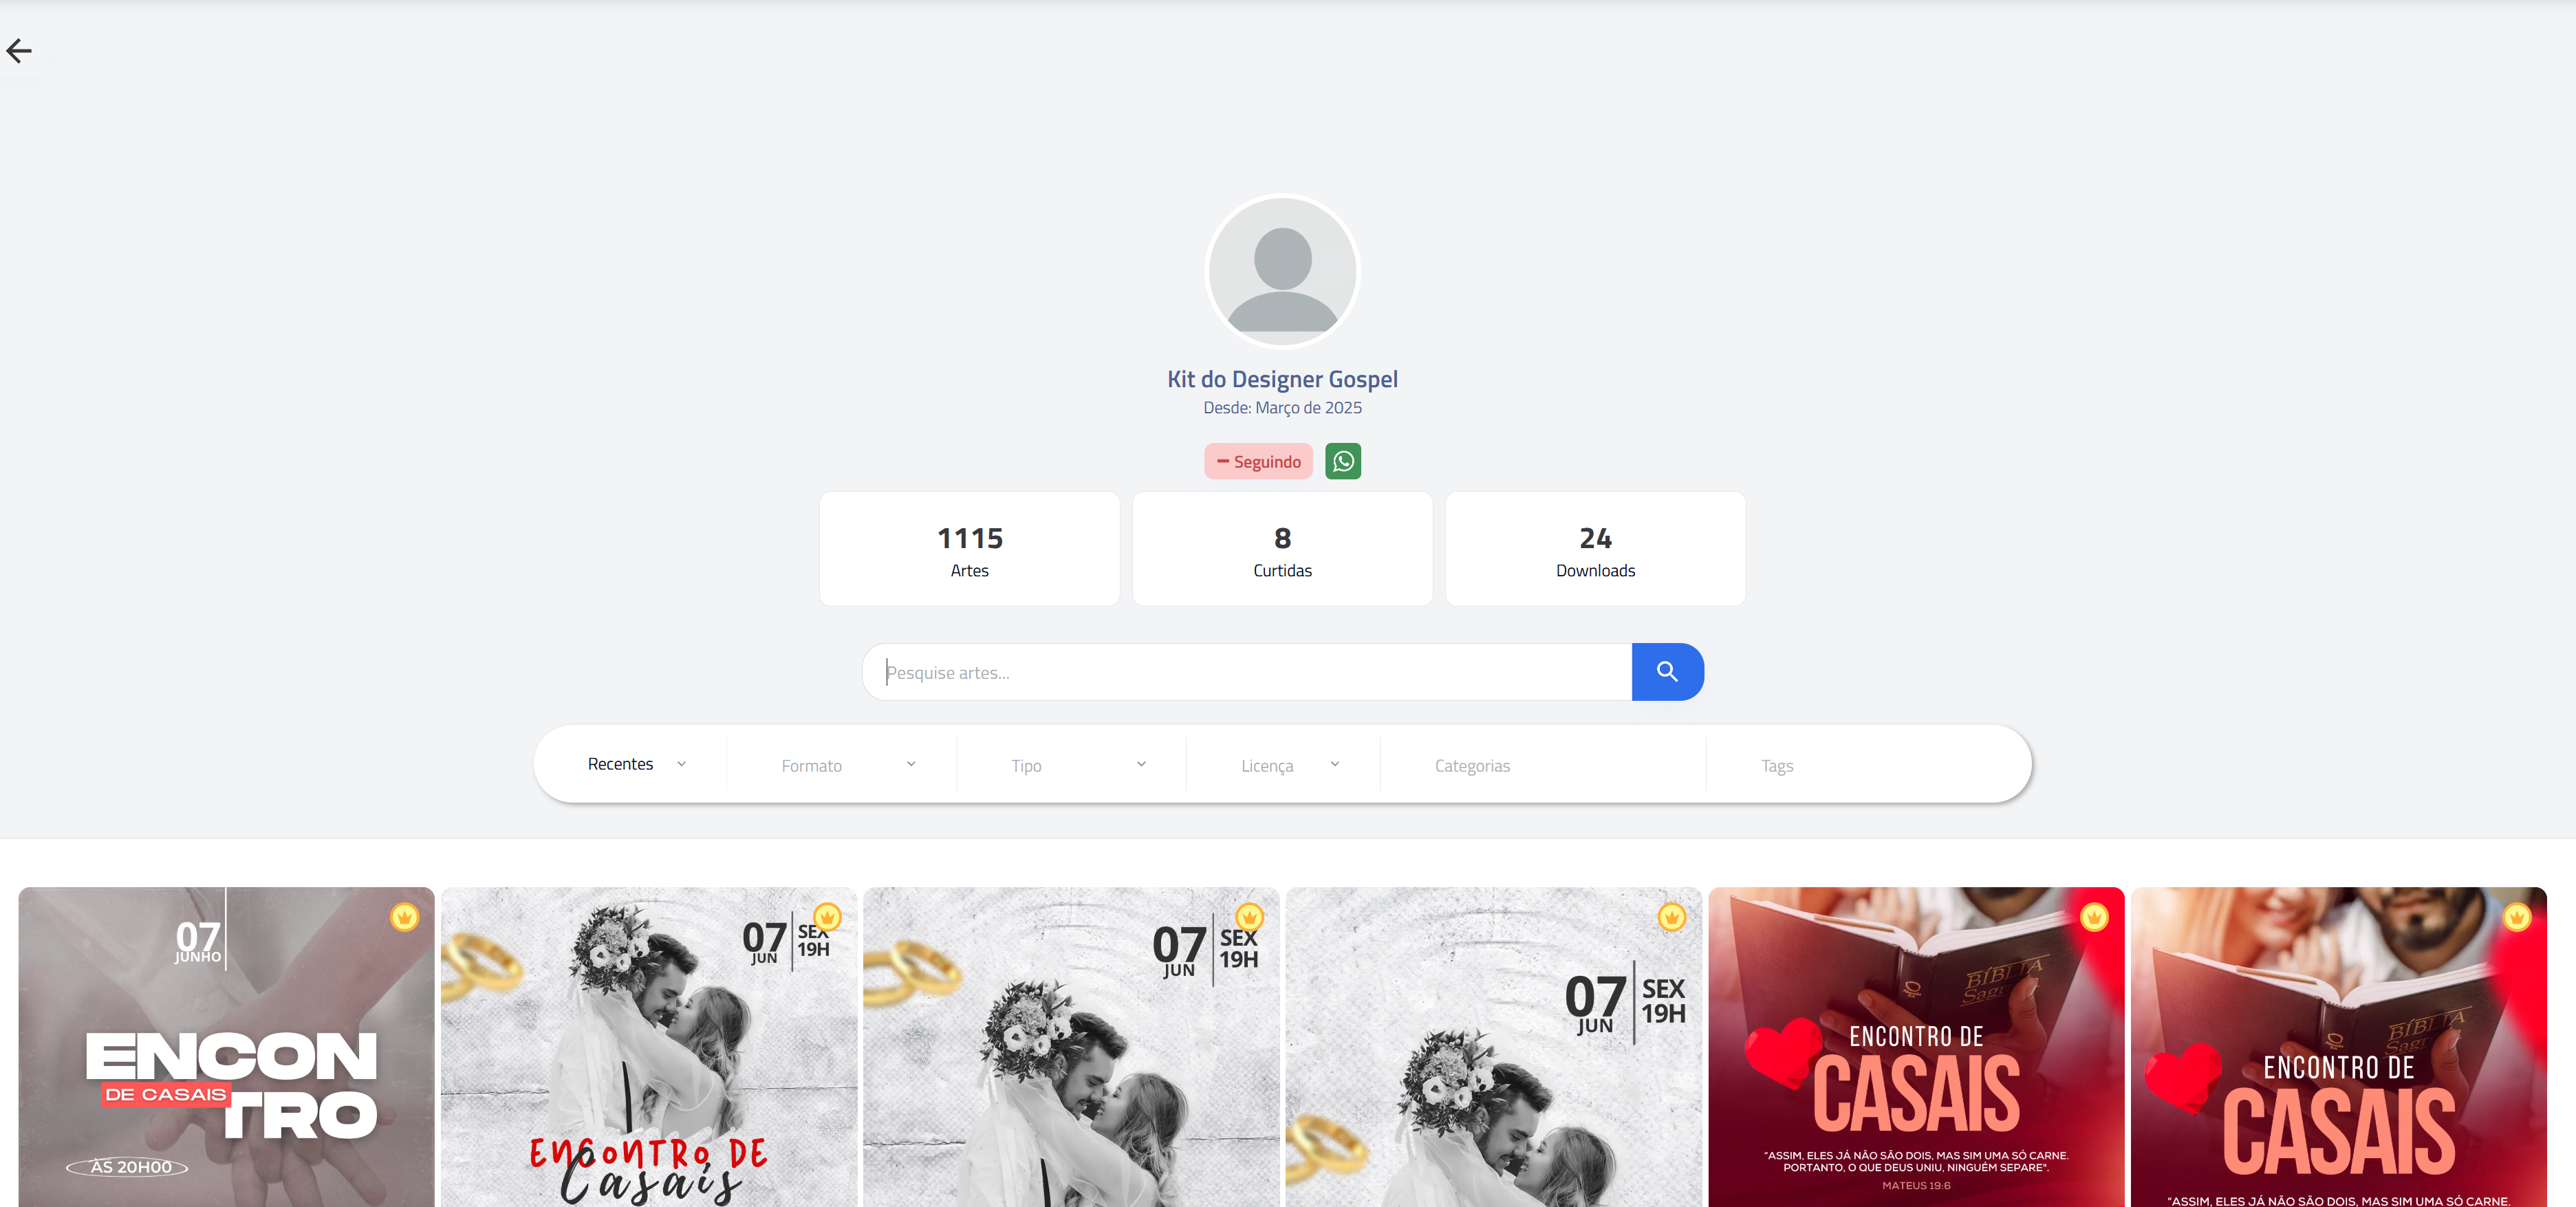 Kit do Designer Gospel
Desde: Março de 2025
Seguindo
1115
Artes
8
Curtidas
24
Downloads
Pesquise artes...
Recentes
Formato
Tipo
Licença
Categorias
Tags
07
JUNHO
ENCON
DE CASAIS
TRO
ÀS 20H00
07
JUN
SEX
19H
ENCONTRO DE
Casais
07
JUN
SEX
19H
07
JUN
SEX
19H
BÍBLIA
Sagr
ENCONTRO DE
CASAIS
"ASSIM, ELES JÁ NÃO SÃO DOIS, MAS SIM UMA SÓ CARNE.
PORTANTO, O QUE DEUS UNIU, NINGUÉM SEPARE".
MATEUS 19:6
BÍBLIA
Sagr
ENCONTRO DE
CASAIS
"ASSIM, ELES JÁ NÃO SÃO DOIS, MAS SIM UMA SÓ CARNE.